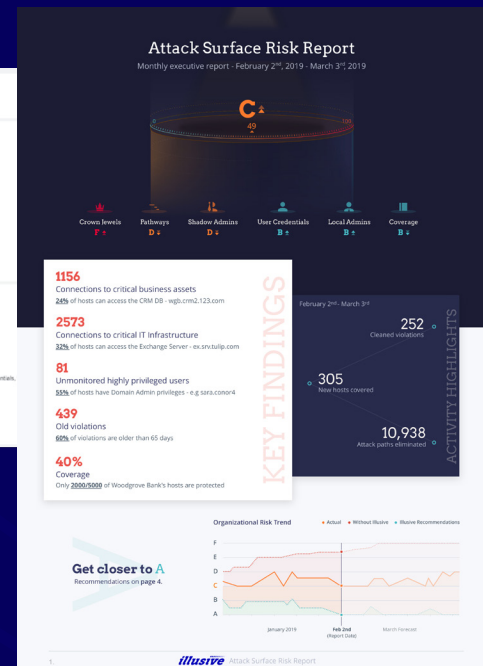 Attack Surface Risk Report
Monthly executive report - February 2nd, 2019 - March 3rd, 2019
C
0
100
49
Crown Jewels
F
Pathways
D
Shadow Admins
D
User Credentials
B
Local Admins
B
Coverage
B
KEY FINDINGS
1156
Connections to critical business assets
24% of hosts can access the CRM DB - wgb.crm2.123.com
2573
Connections to critical IT Infrastructure
32% of hosts can access the Exchange Server - ex.srv.tulip.com
81
Unmonitored highly privileged users
55% of hosts have Domain Admin privileges - e.g sara.conor4
439
Old violations
60% of violations are older than 65 days
40%
Coverage
Only 2000/5000 of Woodgrove Bank's hosts are protected
ACTIVITY HIGHLIGHTS
February 2nd - March 3rd
252
Cleaned violations
305
New hosts covered
10,938
Attack paths eliminated
entials,
Get closer to A
Recommendations on page 4.
Organizational Risk Trend
Actual
Without Illusive
Illusive Recommendations
F
E
D
C
B
A
January 2019
Feb 2nd
(Report Date)
March Forecast
1.
illusive Attack Surface Risk Report